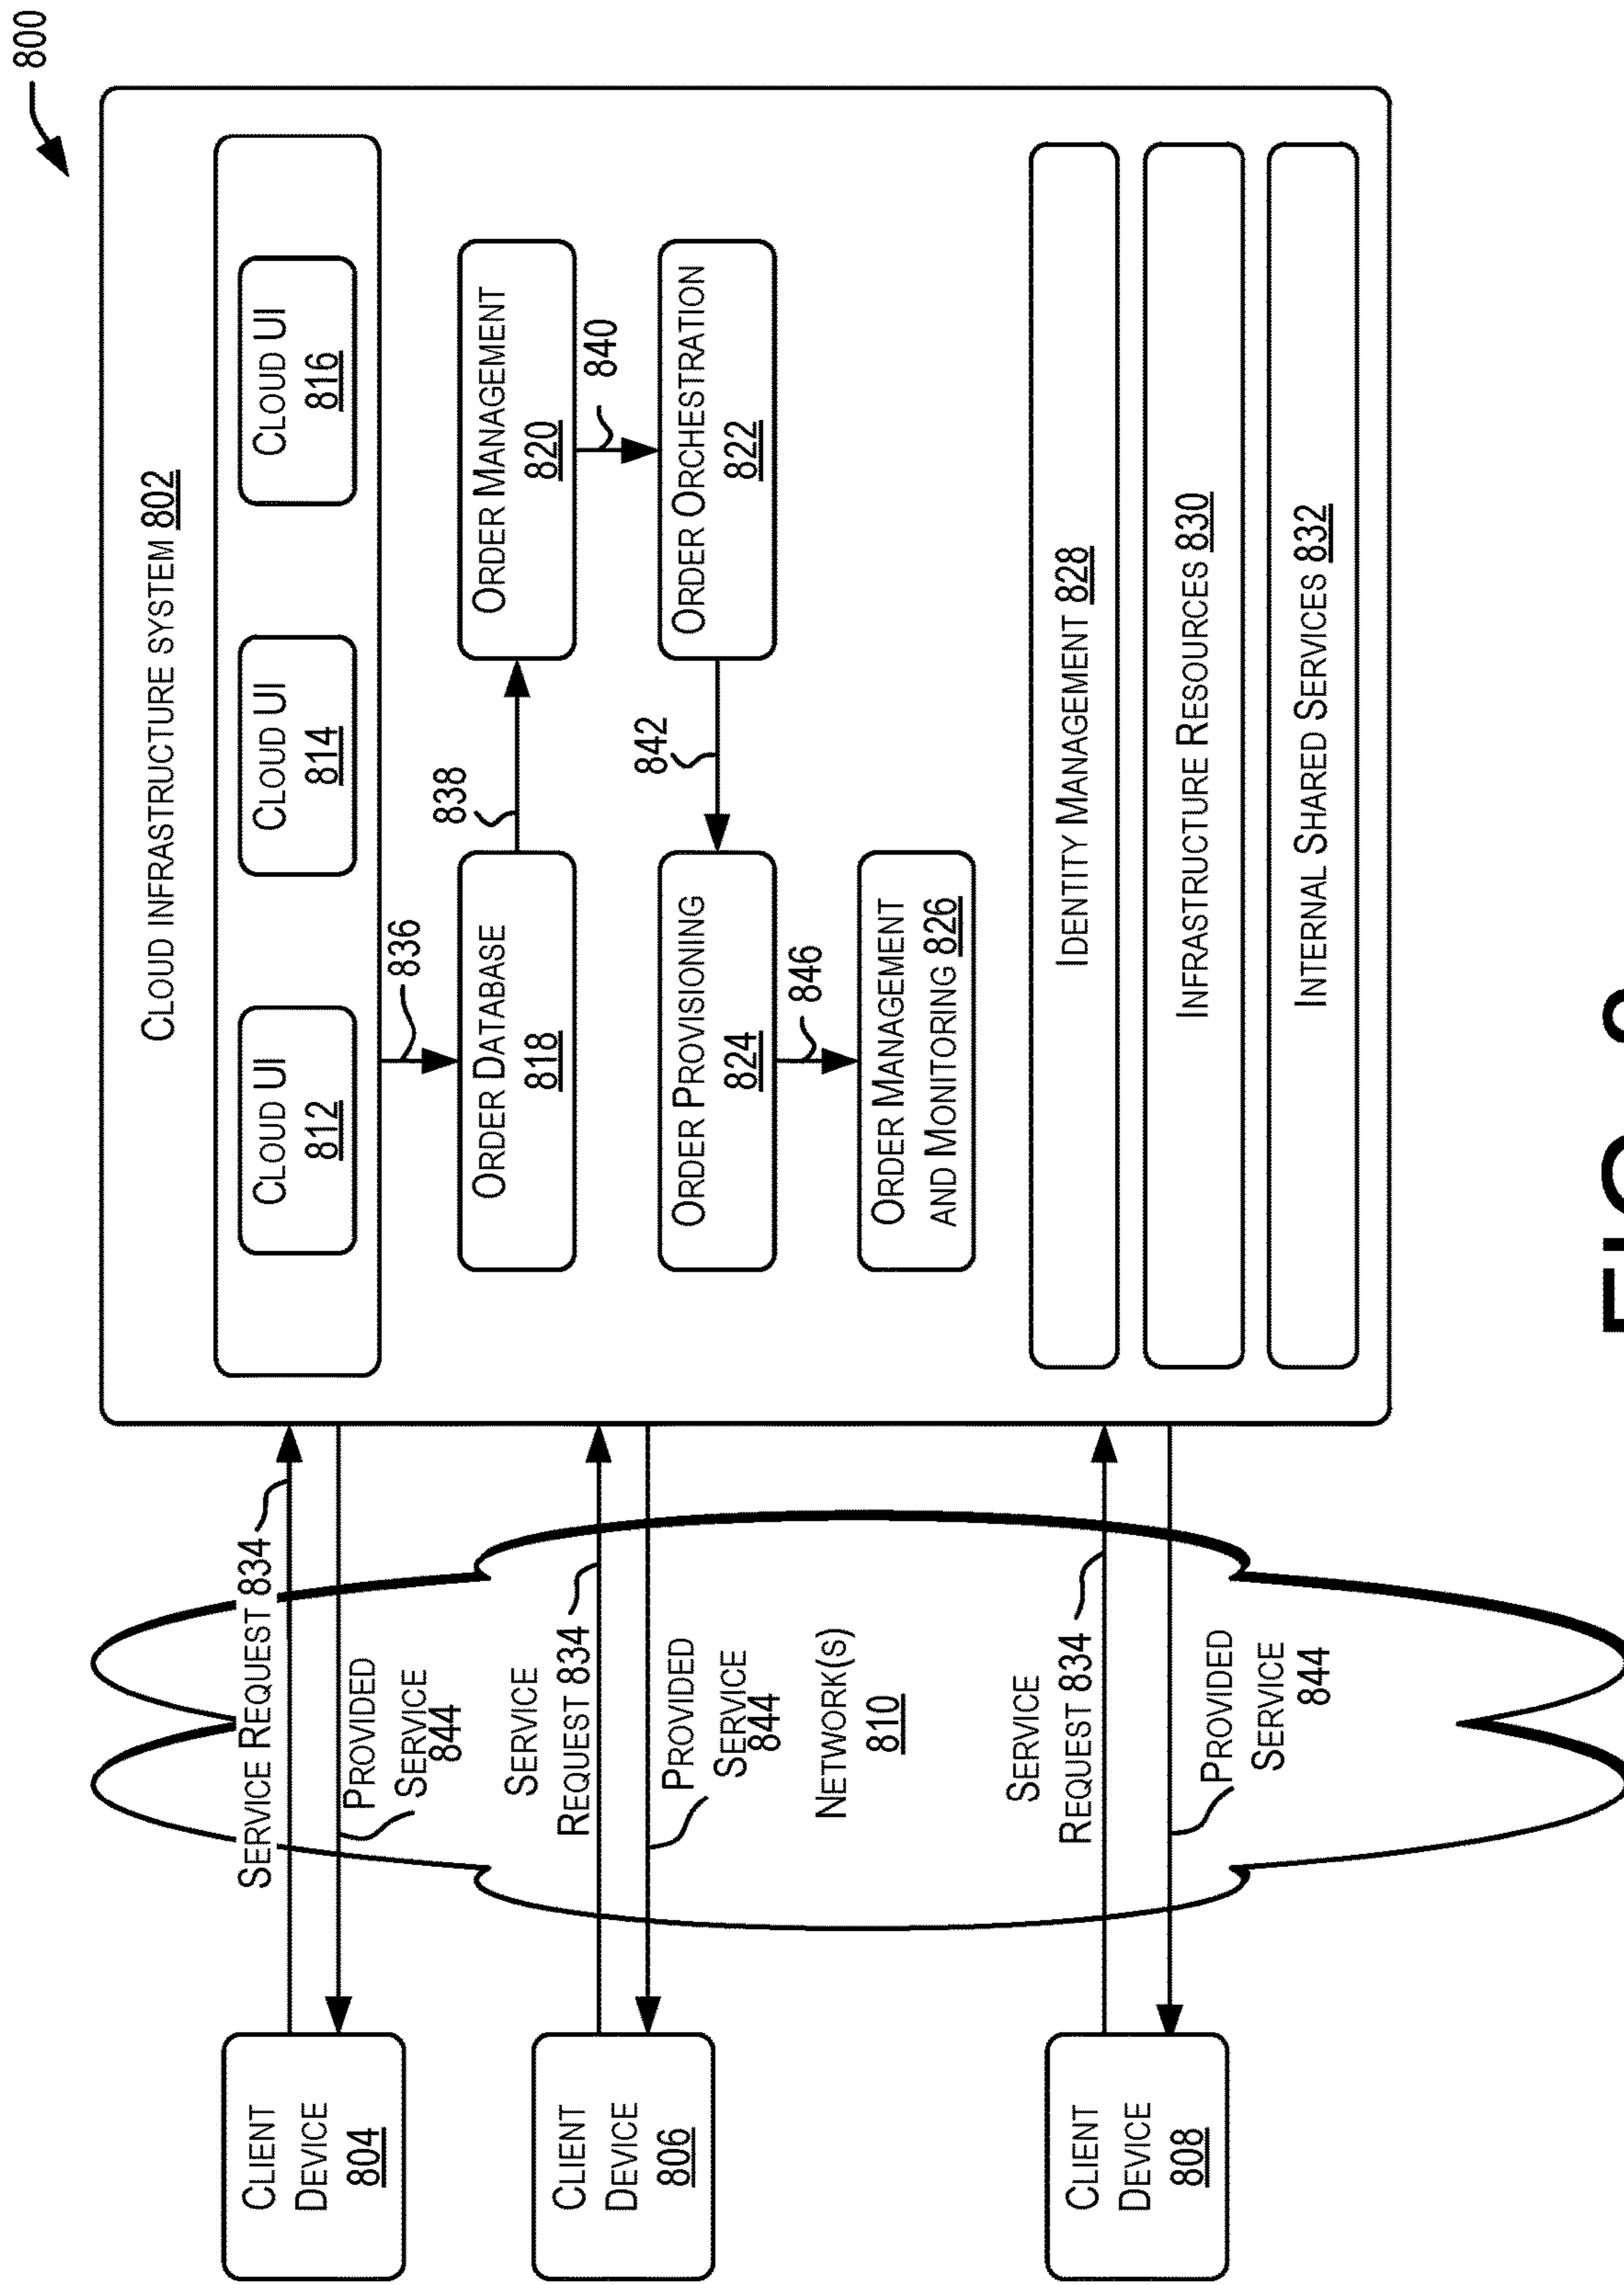 800
CLOUD INFRASTRUCTURE SYSTEM 802
CLOUD UI
812
CLOUD UI
814
CLOUD UI
816
836
ORDER DATABASE
818
838
ORDER MANAGEMENT
820
840
ORDER PROVISIONING
824
842
ORDER ORCHESTRATION
822
846
ORDER MANAGEMENT
AND MONITORING 826
IDENTITY MANAGEMENT 828
INFRASTRUCTURE RESOURCES 830
INTERNAL SHARED SERVICES 832
SERVICE REQUEST 834
PROVIDED
SERVICE
844
SERVICE
REQUEST 834
PROVIDED
SERVICE
844
NETWORK(S)
810
SERVICE
REQUEST 834
PROVIDED
SERVICE
844
CLIENT
DEVICE
804
CLIENT
DEVICE
806
CLIENT
DEVICE
808